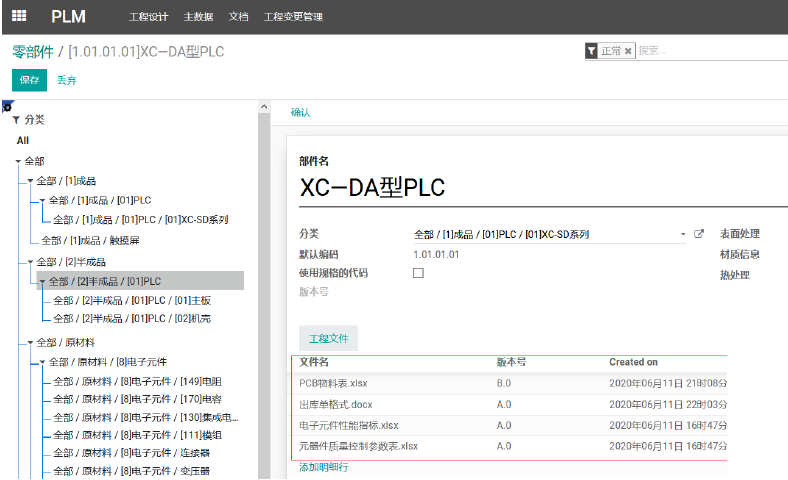 PLM 工程设计 主数据 文档 工程变更管理
零部件 / [1.01.01.01]XC—DA型PLC
正常 搜索...
保存 丢弃
分类
All
全部
全部 / [1]成品
全部 / [1]成品 / [01]PLC
全部 / [1]成品 / [01]PLC / [01]XC-SD系列
全部 / [1]成品 / 触摸屏
全部 / [2]半成品
全部 / [2]半成品 / [01]PLC
全部 / [2]半成品 / [01]PLC / [01]主板
全部 / [2]半成品 / [01]PLC / [02]机壳
全部 / 原材料
全部 / 原材料 / [8]电子元件
全部 / 原材料 / [8]电子元件 / [149]电阻
全部 / 原材料 / [8]电子元件 / [170]电容
全部 / 原材料 / [8]电子元件 / [130]集成电...
全部 / 原材料 / [8]电子元件 / [111]模组
全部 / 原材料 / [8]电子元件 / 连接器
全部 / 原材料 / [8]电子元件 / 变压器
确认
部件名
XC—DA型PLC
分类 全部 / [1]成品 / [01]PLC / [01]XC-SD系列 表面处理
默认编码 1.01.01.01 材质信息
使用规格的代码 热处理
版本号
工程文件
文件名 版本号 Created on
PCB物料表.xlsx B.0 2020年06月11日 21时08分
出库单格式.docx A.0 2020年06月11日 22时03分
电子元件性能指标.xlsx A.0 2020年06月11日 16时47分
元器件质量控制参数表.xlsx A.0 2020年06月11日 16时47分
添加明细行